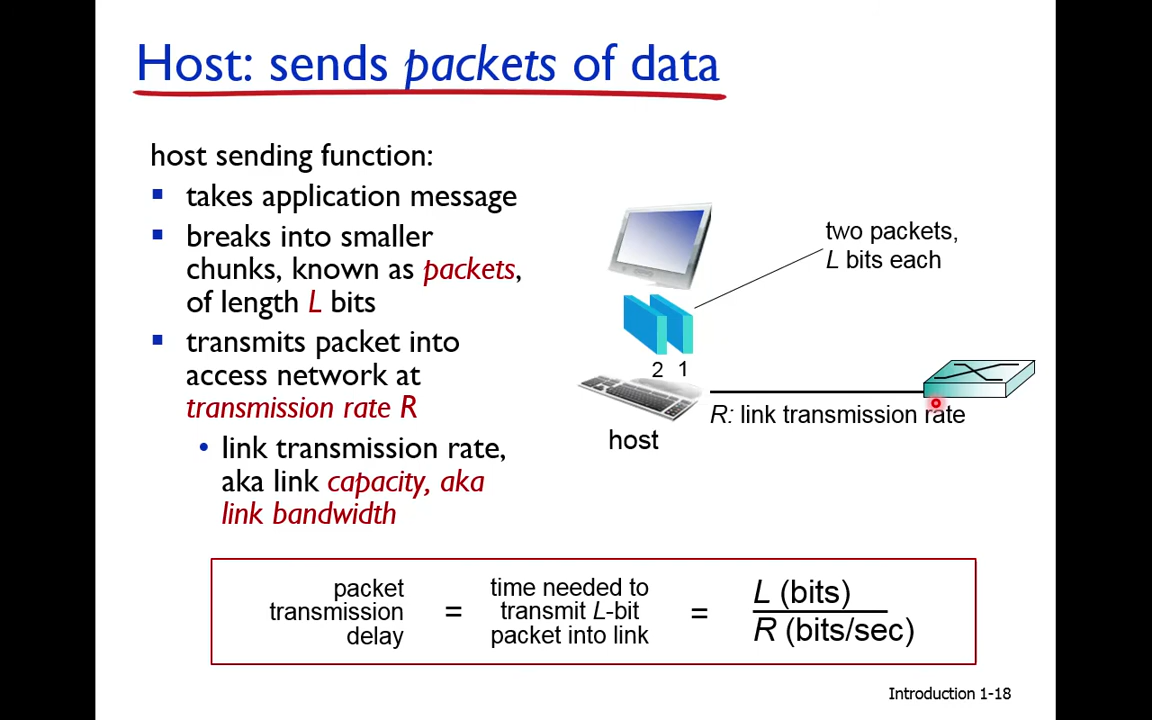 Host: sends packets of data
host sending function:
▪ takes application message
▪ breaks into smaller
chunks, known as packets,
of length L bits
▪ transmits packet into
access network at
transmission rate R
• link transmission rate,
aka link capacity, aka
link bandwidth
two packets,
L bits each
2 1
R: link transmission rate
host
packet
transmission
delay
=
time needed to
transmit L-bit
packet into link
=
L (bits)
R (bits/sec)
Introduction 1-18